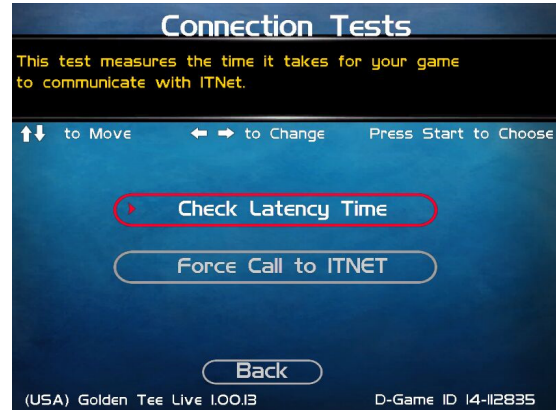 Connection Tests
This test measures the time it takes for your game
to communicate with ITNet.
to Move to Change Press Start to Choose
Check Latency Time
Force Call to ITNET
Back
(USA) Golden Tee Live 1.00.13 D-Game ID 14-112835